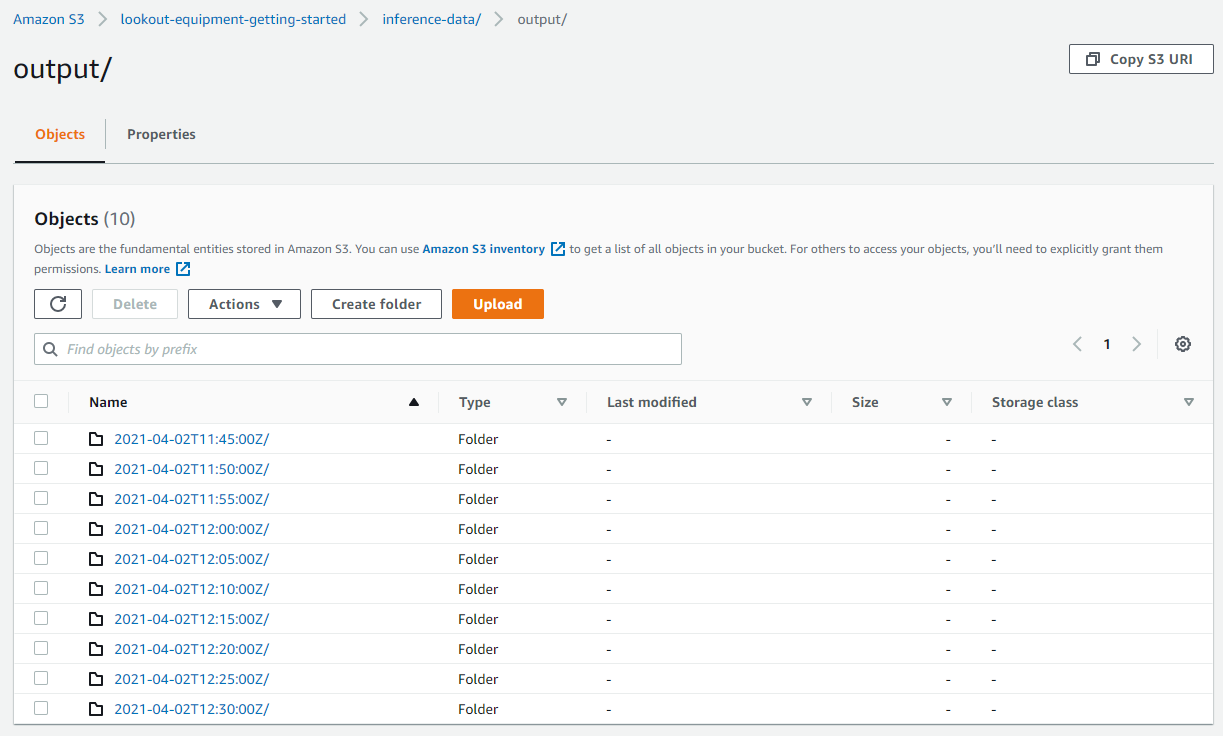 Amazon S3 > lookout-equipment-getting-started > inference-data/ > output/
output/
Copy S3 URI
Objects Properties
Objects (10)
Objects are the fundamental entities stored in Amazon S3. You can use Amazon S3 inventory to get a list of all objects in your bucket. For others to access your objects, you'll need to explicitly grant them
permissions. Learn more
Delete Actions Create folder Upload
Find objects by prefix
1
Name Type Last modified Size Storage class
2021-04-02T11:45:00Z/ Folder - - -
2021-04-02T11:50:00Z/ Folder - - -
2021-04-02T11:55:00Z/ Folder - - -
2021-04-02T12:00:00Z/ Folder - - -
2021-04-02T12:05:00Z/ Folder - - -
2021-04-02T12:10:00Z/ Folder - - -
2021-04-02T12:15:00Z/ Folder - - -
2021-04-02T12:20:00Z/ Folder - - -
2021-04-02T12:25:00Z/ Folder - - -
2021-04-02T12:30:00Z/ Folder - - -